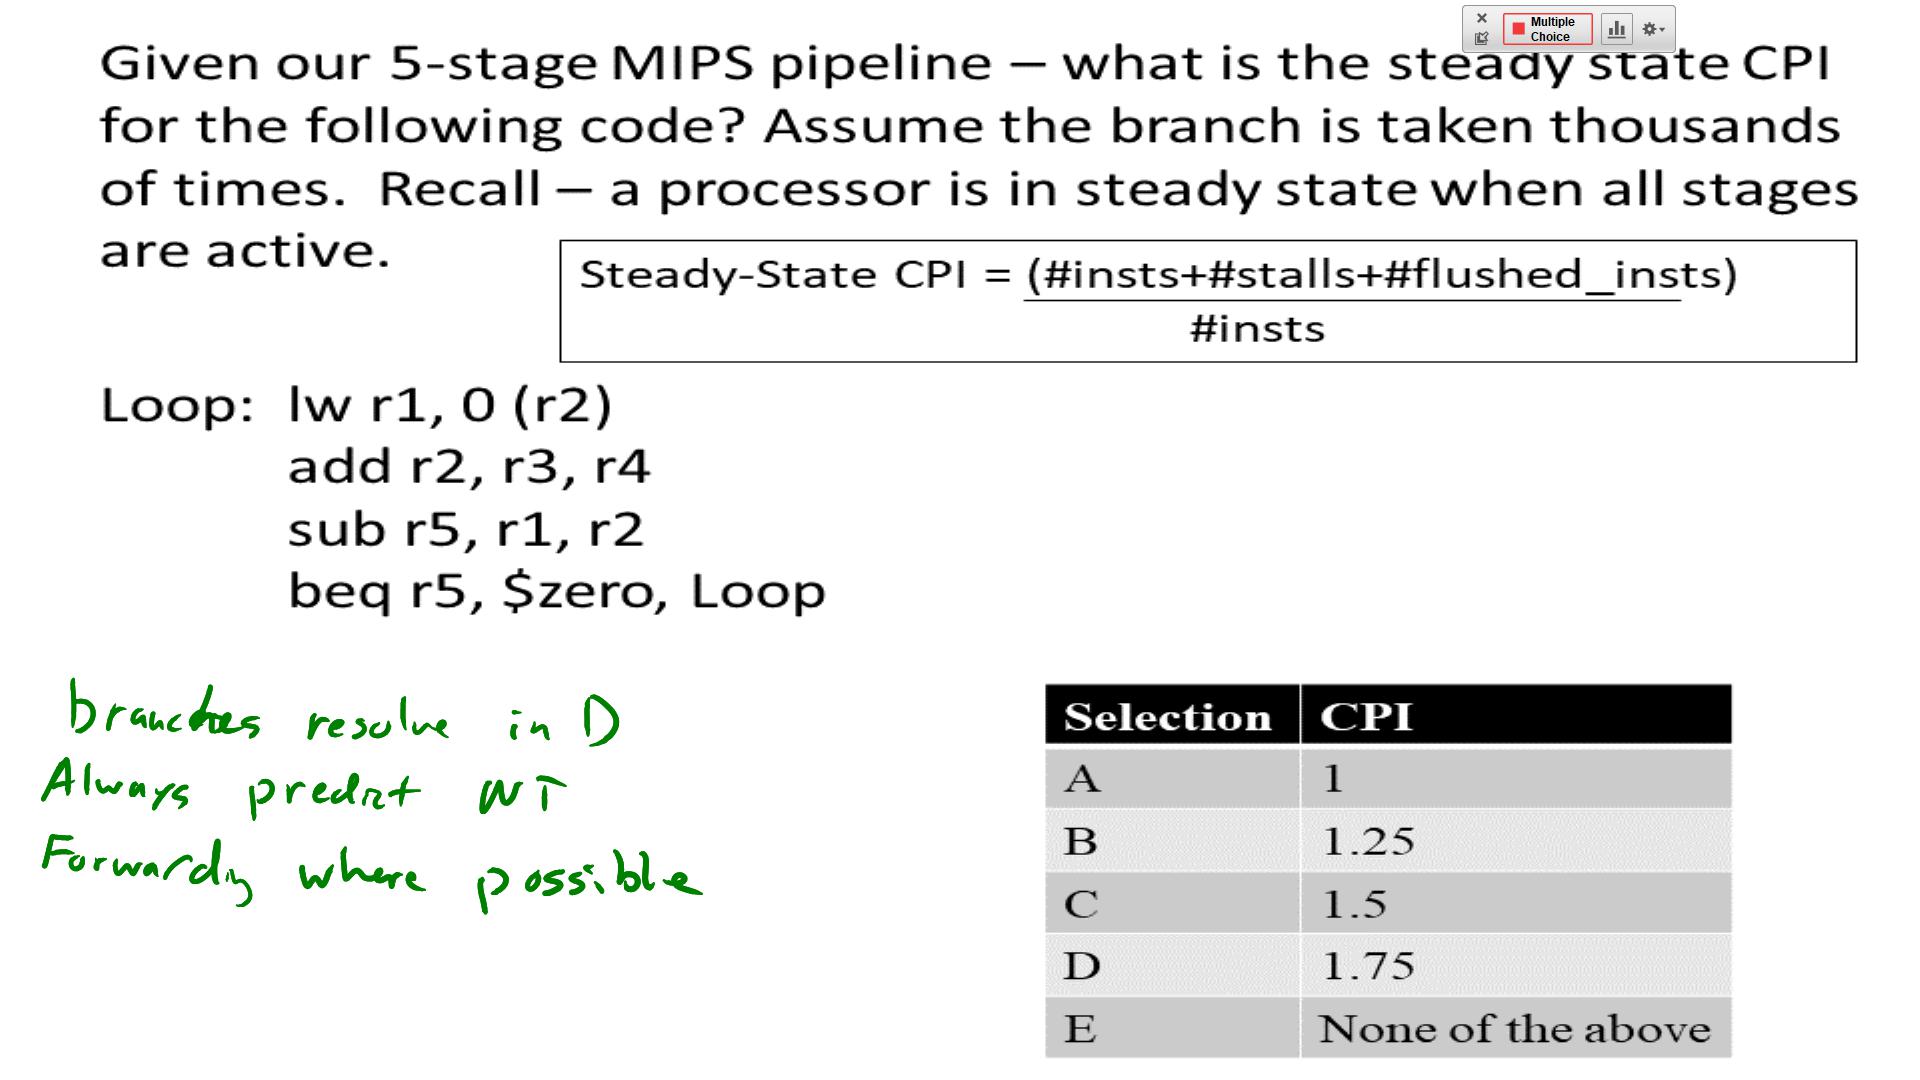 Multiple
Choice
Given our 5-stage MIPS pipeline – what is the steady state CPI
for the following code? Assume the branch is taken thousands
of times. Recall – a processor is in steady state when all stages
are active.
Steady-State CPI = (#insts+#stalls+#flushed_insts)
#insts
Loop: lw r1, 0 (r2)
add r2, r3, r4
sub r5, r1, r2
beq r5, $zero, Loop
branches resolve in D
Always predict NT
Forwardig where possible
Selection CPI
A 1
B 1.25
C 1.5
D 1.75
E None of the above